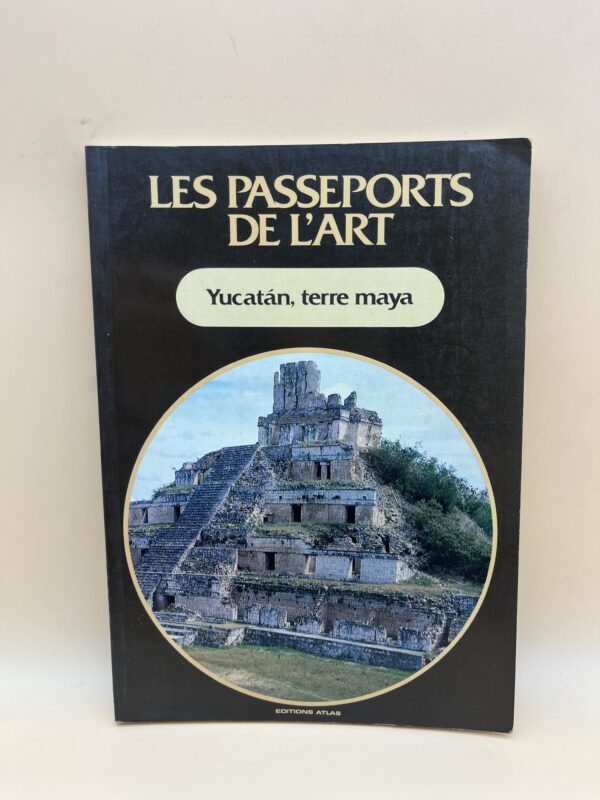 LES PASSEPORTS
DE L'ART
Yucatán, terre maya
EDITIONS ATLAS